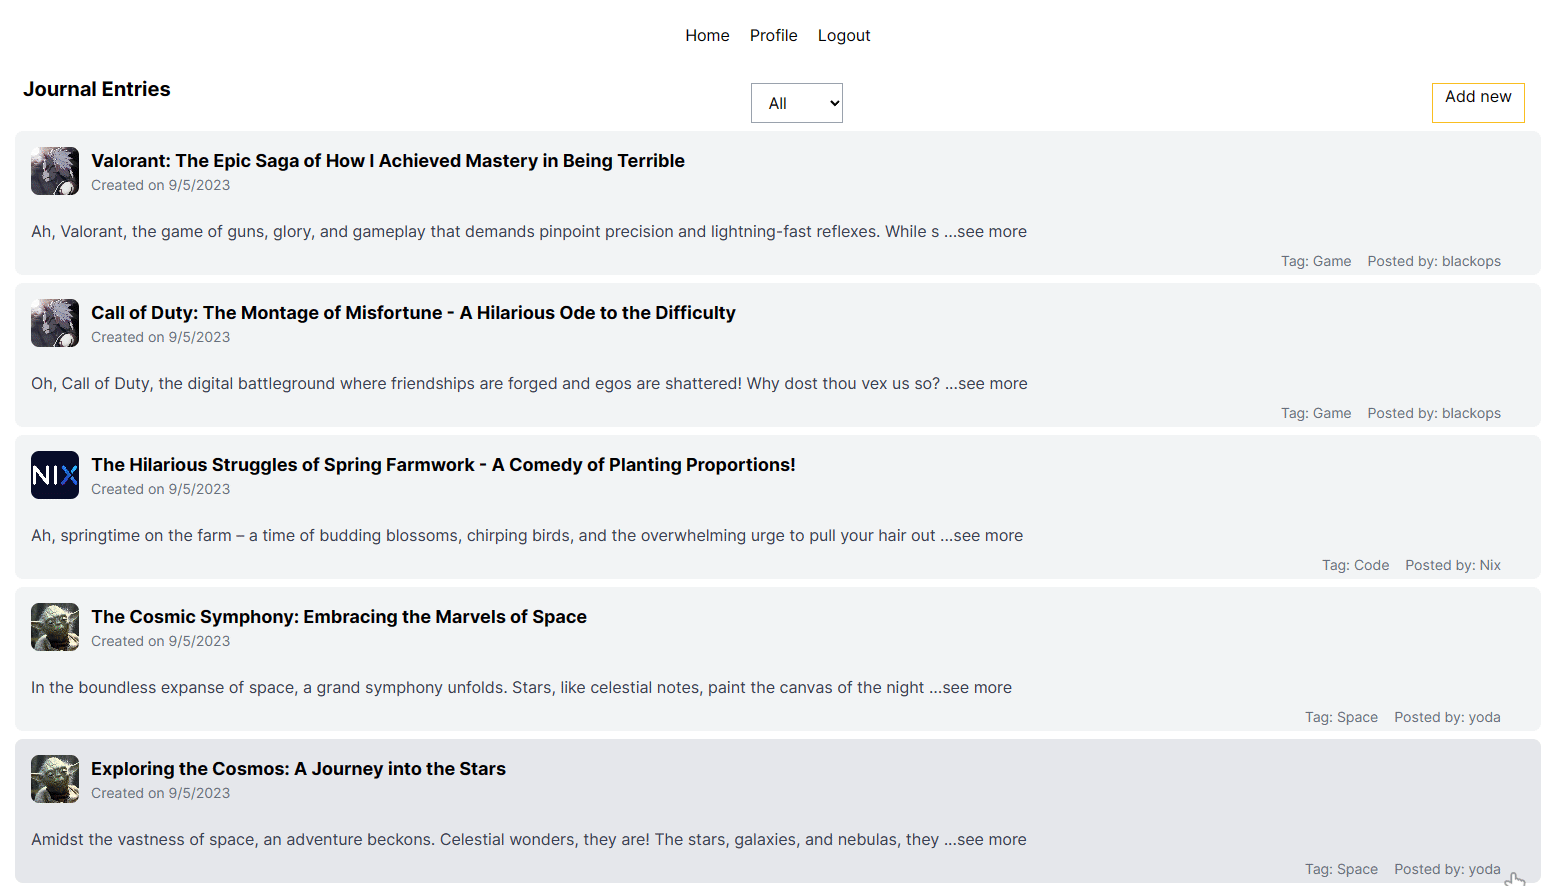 Home Profile Logout
Journal Entries
All
Add new
Valorant: The Epic Saga of How I Achieved Mastery in Being Terrible
Created on 9/5/2023
Ah, Valorant, the game of guns, glory, and gameplay that demands pinpoint precision and lightning-fast reflexes. While s ...see more
Tag: Game Posted by: blackops
Call of Duty: The Montage of Misfortune - A Hilarious Ode to the Difficulty
Created on 9/5/2023
Oh, Call of Duty, the digital battleground where friendships are forged and egos are shattered! Why dost thou vex us so? ...see more
Tag: Game Posted by: blackops
NIX
The Hilarious Struggles of Spring Farmwork - A Comedy of Planting Proportions!
Created on 9/5/2023
Ah, springtime on the farm – a time of budding blossoms, chirping birds, and the overwhelming urge to pull your hair out ...see more
Tag: Code Posted by: Nix
The Cosmic Symphony: Embracing the Marvels of Space
Created on 9/5/2023
In the boundless expanse of space, a grand symphony unfolds. Stars, like celestial notes, paint the canvas of the night ...see more
Tag: Space Posted by: yoda
Exploring the Cosmos: A Journey into the Stars
Created on 9/5/2023
Amidst the vastness of space, an adventure beckons. Celestial wonders, they are! The stars, galaxies, and nebulas, they ...see more
Tag: Space Posted by: yoda